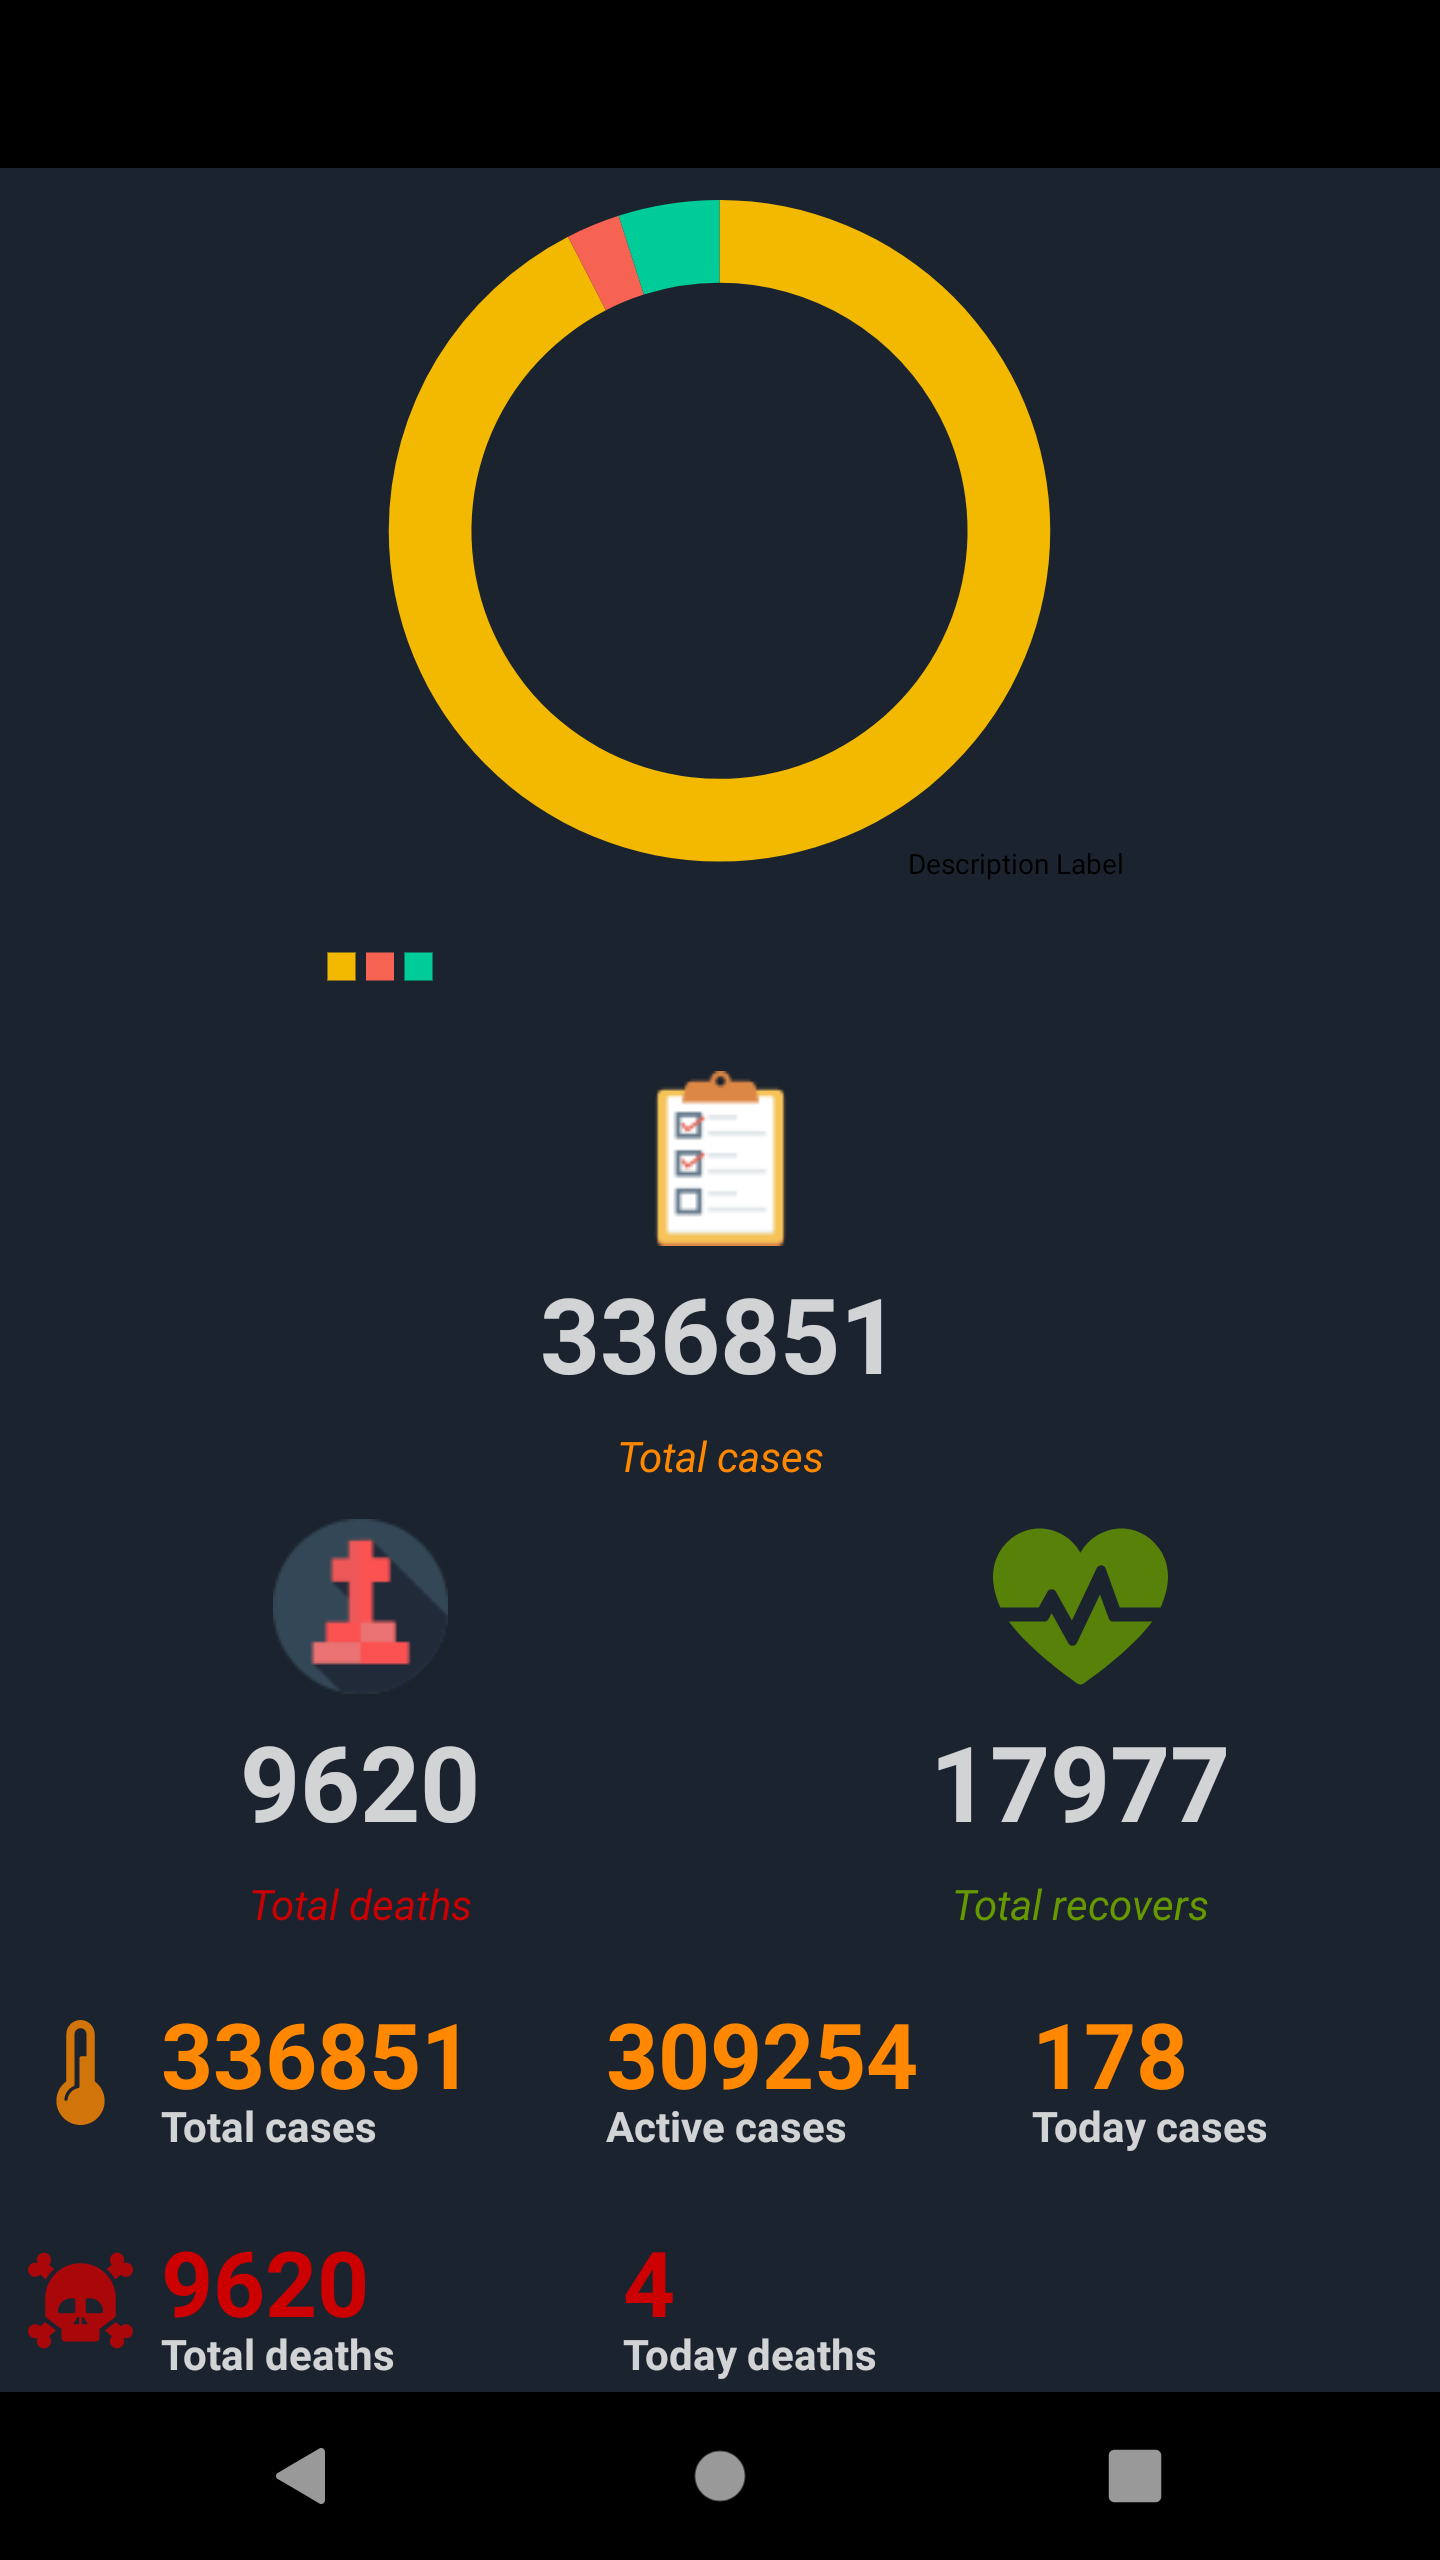 Description Label
336851
Total cases
9620 17977
Total deaths Total recovers
336851 309254 178
Total cases Active cases Today cases
9620 4
Total deaths Today deaths